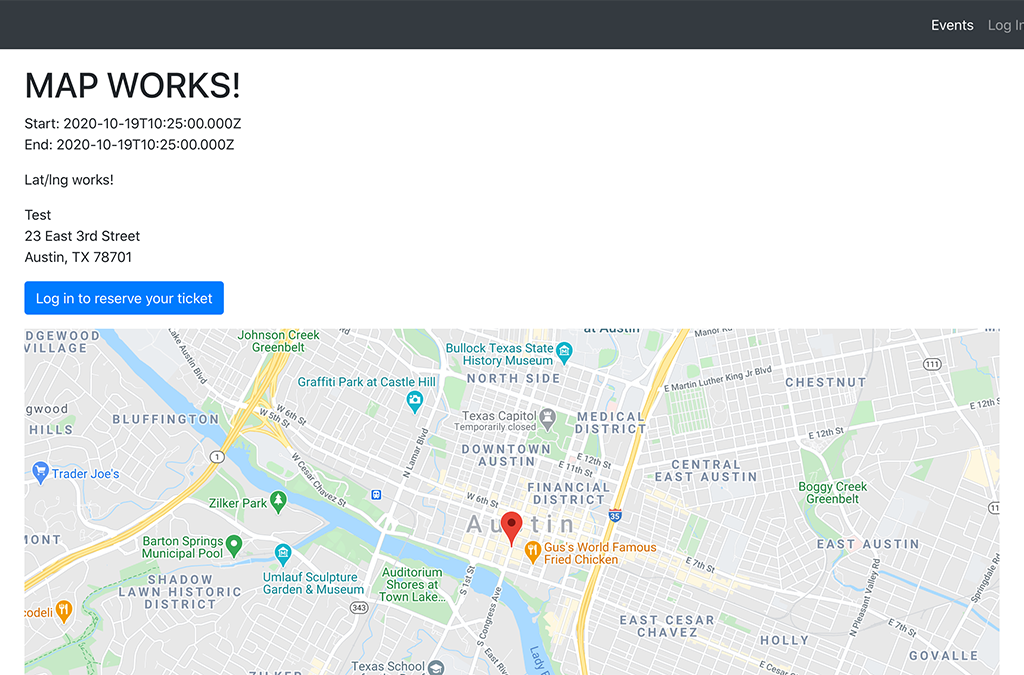 Events Log In
MAP WORKS!
Start: 2020-10-19T10:25:00.000Z
End: 2020-10-19T10:25:00.000Z
Lat/lng works!
Test
23 East 3rd Street
Austin, TX 78701
Log in to reserve your ticket
DGEWOOD
VILLAGE
Lake Austin Blvd
Johnson Creek
Greenbelt
Rd
at Austin
Manor
Bullock Texas State
History Museum
NORTH SIDE
E Martin Luther King Jr Blvd
111
CHESTNUT
Graffiti Park at Castle Hill
gwood
HILLS
BLUFFINGTON
W 6th St
W 5th St
Texas Capitol
Temporarily closed
MEDICAL
DISTRICT
E 12th St
E 12th St
N Lamar Blvd
DOWNTOWN
AUSTIN
E 12th St
E 11th St
CENTRAL
EAST AUSTIN
1
W Cesar Chavez St
Trader Joe's
Zilker Park
W 6th St
FINANCIAL
DISTRICT
Boggy Creek
Greenbelt
35
Austin
MONT
Barton Springs
Municipal Pool
Gus's World Famous
Fried Chicken
EAST AUSTIN
E 7th St
Umlauf Sculpture
Garden & Museum
Auditorium
Shores at
Town Lake...
S 1st St
SHADOW
LAWN HISTORIC
DISTRICT
343
codeli
S Congress Ave
N Pleasant Valley Rd
Springdale Rd
EAST CESAR
CHAVEZ
E 7th St
HOLLY
GOVALLE
Texas School
ZILKER
East River
Lady
E Cesar